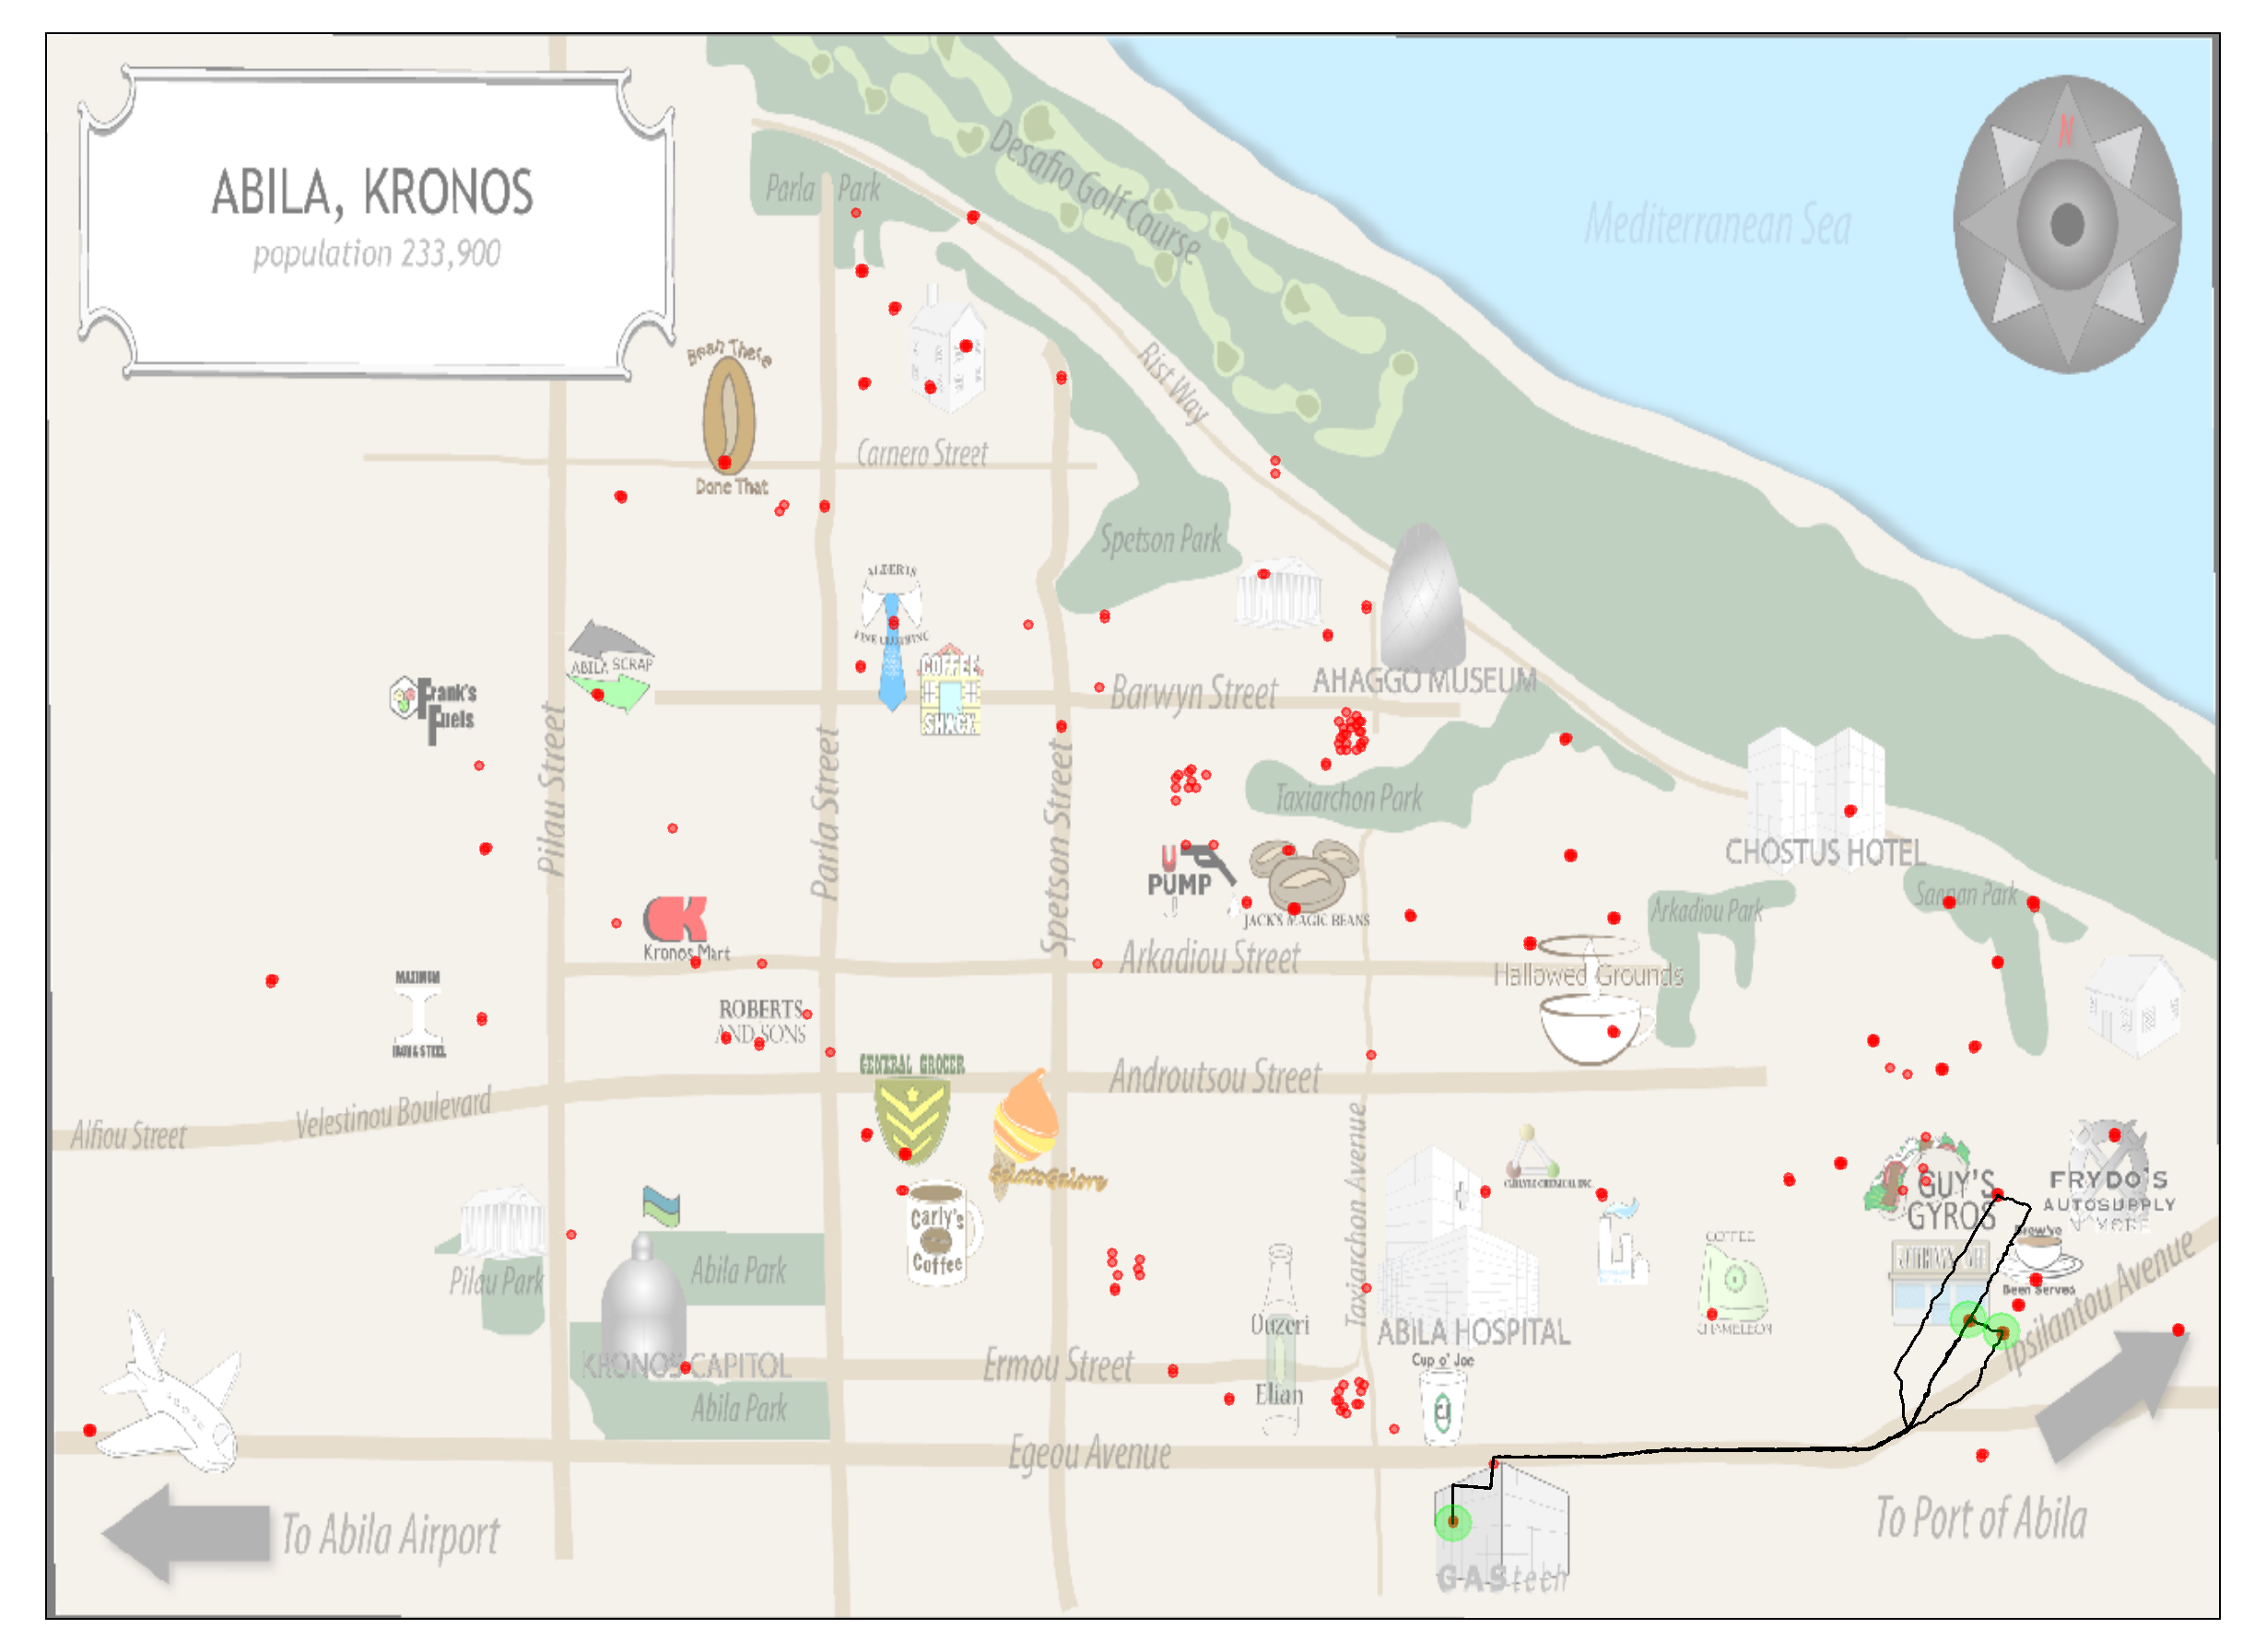 ABILA, KRONOS
population 233,900
N
Mediterranean Sea
Parla Park
Desafio Golf Course
Rist Way
Bean There
Done That
Carnero Street
Spetson Park
ALBERTS
FINE CLOTHING
ABILA SCRAP
COFFEE
SHACK
Frank's
Fuels
Barwyn Street
AHAGGO MUSEUM
Pilau Street
Parla Street
Spetson Street
Taxiarchon Park
CHOSTUS HOTEL
U
PUMP
JACK'S MAGIC BEANS
Sannan Park
Arkadiou Park
Kronos Mart
Arkadiou Street
Hallowed Grounds
MAXIMUM
IRON & STEEL
ROBERTS
AND SONS
GENERAL GROCER
Androutsou Street
Velestinou Boulevard
Alfiou Street
Taxiarchon Avenue
GelatoGalore
CARLYLE CHEMICAL INC.
GUY'S
GYROS
FRYDO'S
AUTOSUPPLY
N' MORE
Carly's
Coffee
Pilau Park
Abila Park
COFFEE
CHAMELEON
Brew've
Been Served
Ipsilantou Avenue
Ouzeri
Elian
ABILA HOSPITAL
KRONOS CAPITOL
Ermou Street
Cup o' Joe
CJ
Abila Park
Egeou Avenue
To Abila Airport
To Port of Abila
GAStech